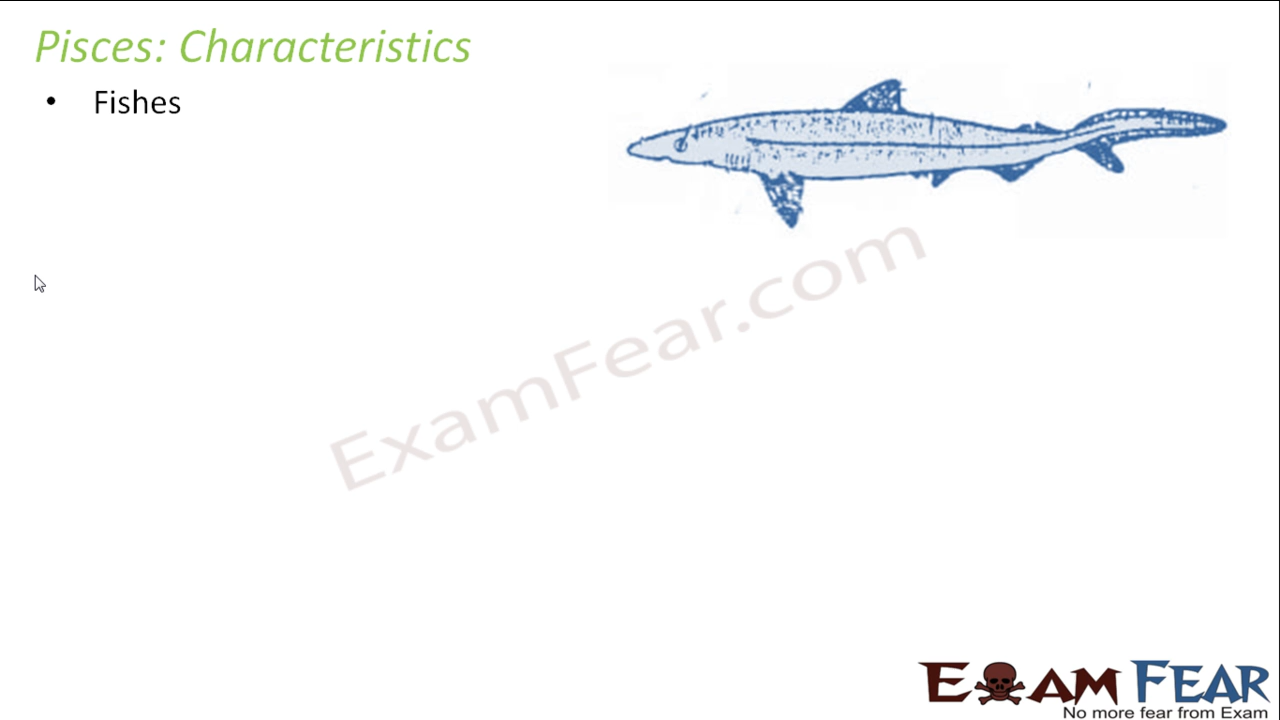 Pisces: Characteristics
• Fishes
ExamFear.com
EXAM FEAR
No more fear from Exam